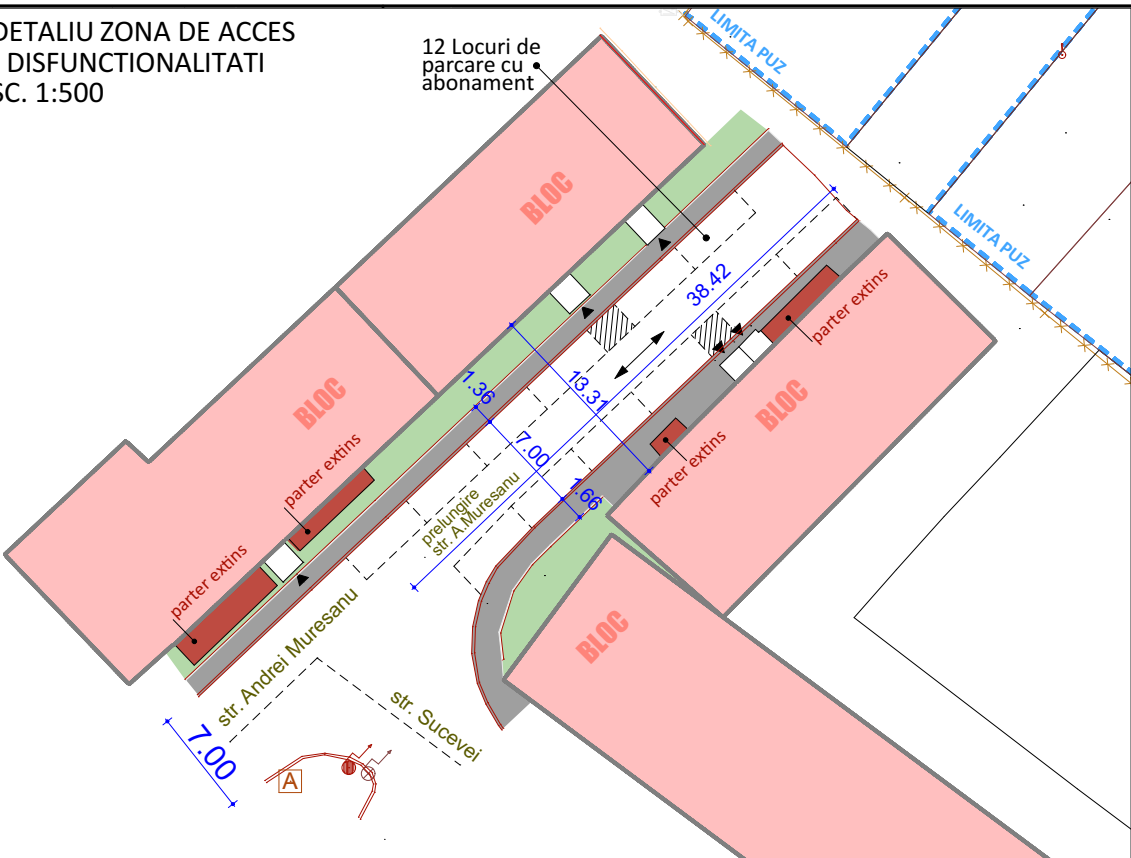 DETALIU ZONA DE ACCES
DISFUNCTIONALITATI
SC. 1:500
12 Locuri de
parcare cu
abonament
LIMITA PUZ
LIMITA PUZ
BLOC
BLOC
38.42
parter extins
1.36
13.31
BLOC
7.00
parter extins
parter extins
1.66
prelungire
str. A.Muresanu
parter extins
BLOC
str. Andrei Muresanu
str. Sucevei
7.00
A